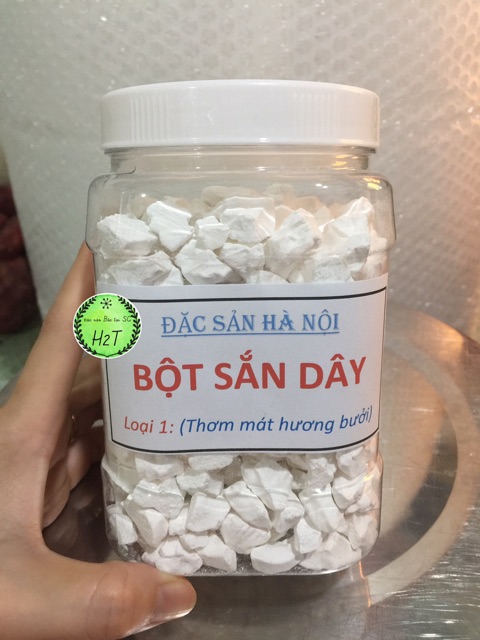 ĐẶC SẢN HÀ NỘI
BỘT SẮN DÂY
Loại 1: (Thơm mát hương bưởi)
H2T